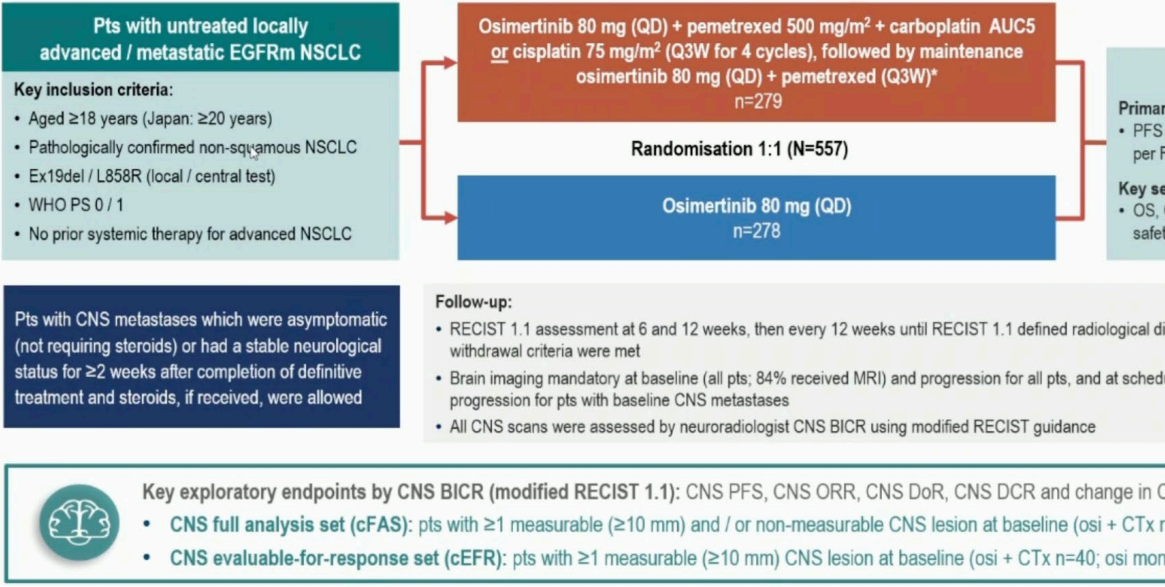 Pts with untreated locally
advanced / metastatic EGFRm NSCLC
Key inclusion criteria:
• Aged ≥18 years (Japan: ≥20 years)
• Pathologically confirmed non-squamous NSCLC
• Ex19del / L858R (local / central test)
• WHO PS 0 / 1
• No prior systemic therapy for advanced NSCLC
Osimertinib 80 mg (QD) + pemetrexed 500 mg/m² + carboplatin AUC5
or cisplatin 75 mg/m² (Q3W for 4 cycles), followed by maintenance
osimertinib 80 mg (QD) + pemetrexed (Q3W)*
n=279
Randomisation 1:1 (N=557)
Osimertinib 80 mg (QD)
n=278
• PFS
per
• OS,
Pts with CNS metastases which were asymptomatic
(not requiring steroids) or had a stable neurological
status for ≥2 weeks after completion of definitive
treatment and steroids, if received, were allowed
Follow-up:
• RECIST 1.1 assessment at 6 and 12 weeks, then every 12 weeks until RECIST 1.1 defined radiological
withdrawal criteria were met
• Brain imaging mandatory at baseline (all pts; 84% received MRI) and progression for all pts, and at
progression for pts with baseline CNS metastases
• All CNS scans were assessed by neuroradiologist CNS BICR using modified RECIST guidance
Key exploratory endpoints by CNS BICR (modified RECIST 1.1): CNS PFS, CNS ORR, CNS DoR, CNS DCR and change in
• CNS full analysis set (cFAS): pts with ≥1 measurable (≥10 mm) and / or non-measurable CNS lesion at baseline (osi + CTx
• CNS evaluable-for-response set (cEFR): pts with ≥1 measurable (≥10 mm) CNS lesion at baseline (osi + CTx n=40; osi